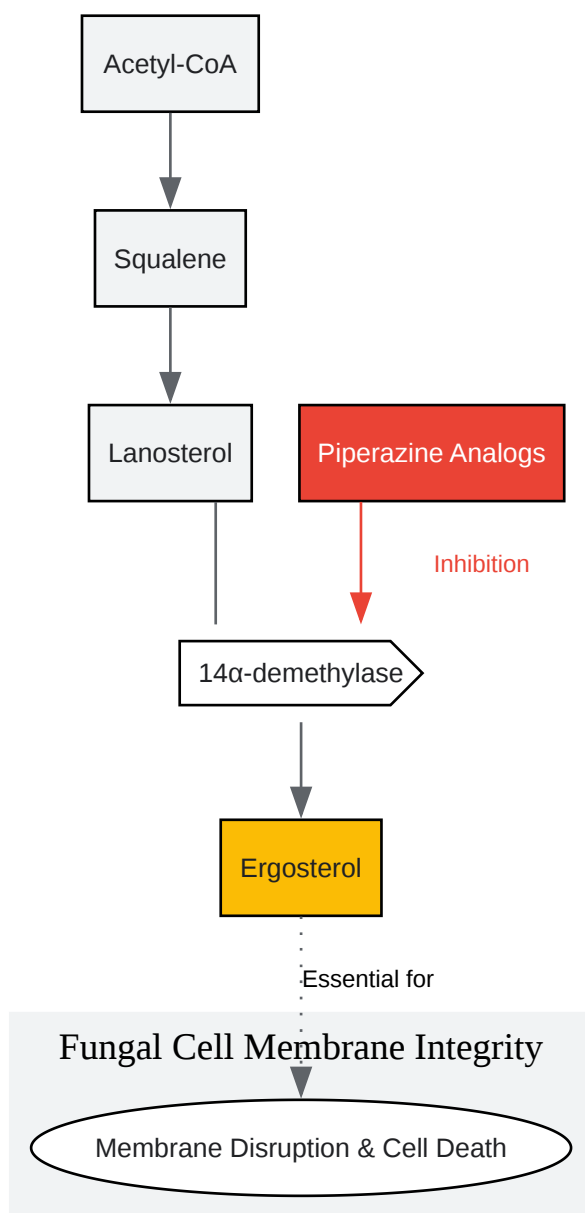 Acetyl-CoA
Squalene
Lanosterol
Piperazine Analogs
Inhibition
14α-demethylase
Ergosterol
Essential for
Fungal Cell Membrane Integrity
Membrane Disruption & Cell Death